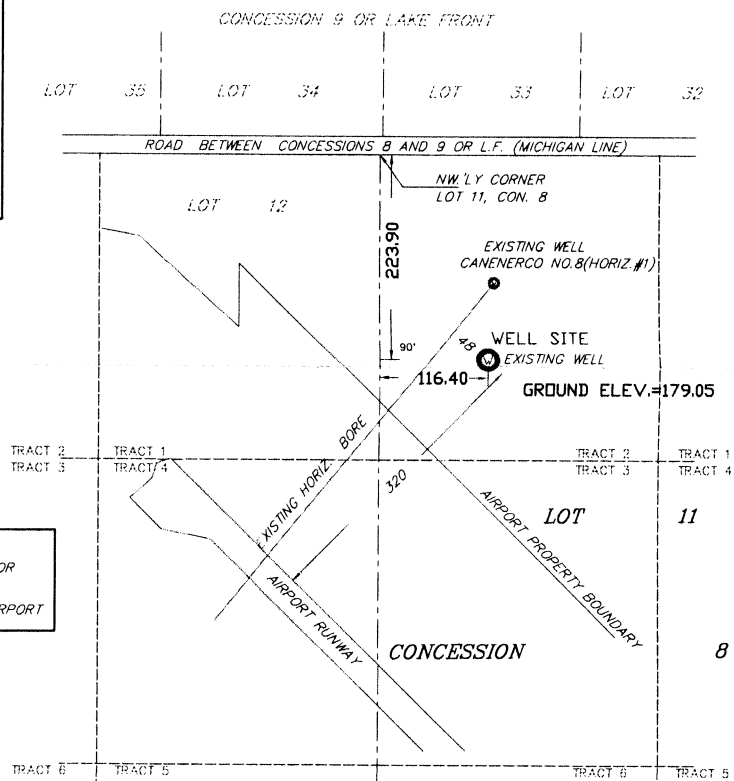 CONCESSION 9 OR LAKE FRONT
LOT 35 LOT 34 LOT 33 LOT 32
ROAD BETWEEN CONCESSIONS 8 AND 9 OR L.F. (MICHIGAN LINE)
NW.'LY CORNER
LOT 11, CON. 8
LOT 12
223.90
EXISTING WELL
CANENERCO NO.8(HORIZ.#1)
48
WELL SITE
W EXISTING WELL
90'
116.40
GROUND ELEV.=179.05
TRACT 2 TRACT 1 TRACT 2 TRACT 1
TRACT 3 TRACT 4 TRACT 3 TRACT 4
EXISTING HORIZ. BORE
320
LOT 11
AIRPORT PROPERTY BOUNDARY
OR
RPORT
AIRPORT RUNWAY
CONCESSION 8
TRACT 6 TRACT 5 TRACT 6 TRACT 5